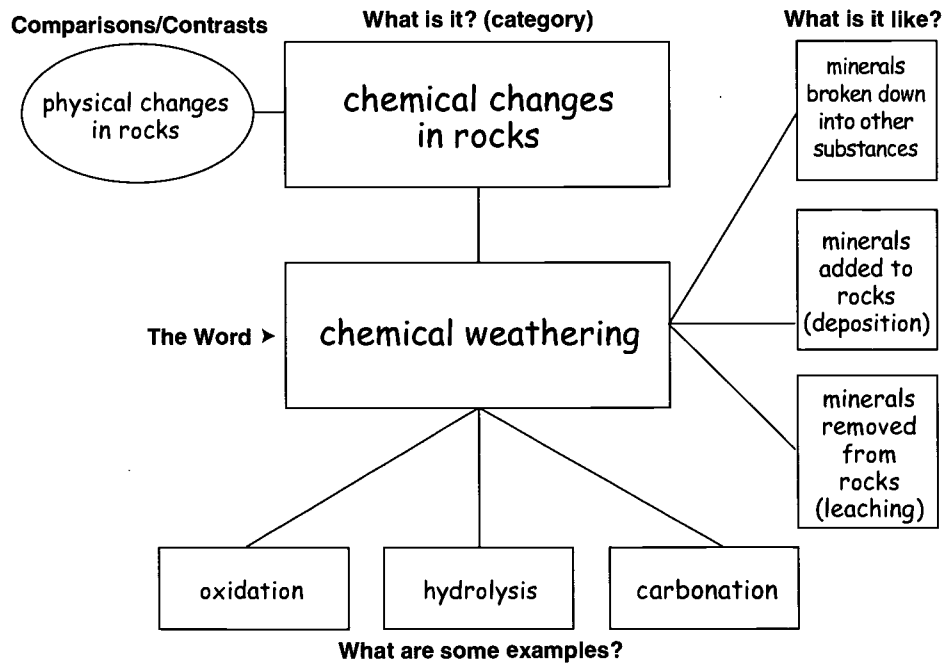 Comparisons/Contrasts
What is it? (category)
What is it like?
physical changes
in rocks
chemical changes
in rocks
minerals
broken down
into other
substances
minerals
added to
rocks
(deposition)
The Word ➤
chemical weathering
minerals
removed
from
rocks
(leaching)
oxidation
hydrolysis
carbonation
What are some examples?